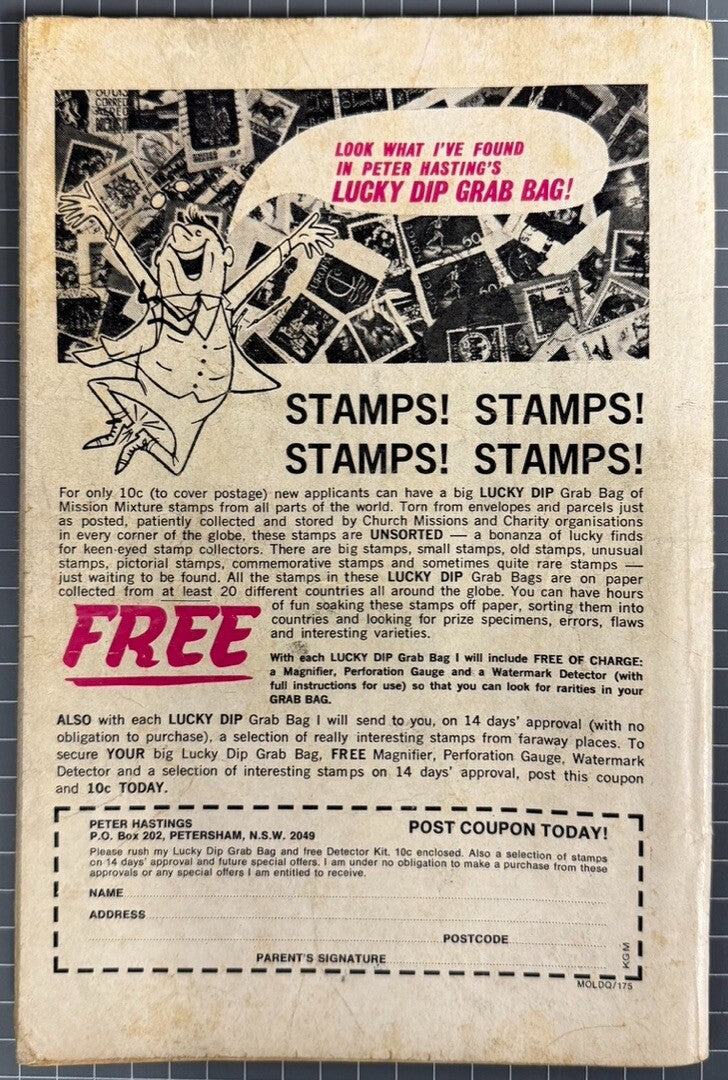 LOOK WHAT I'VE FOUND
IN PETER HASTING'S
LUCKY DIP GRAB BAG!
STAMPS! STAMPS!
STAMPS! STAMPS!
For only 10c (to cover postage) new applicants can have a big LUCKY DIP Grab Bag of
Mission Mixture stamps from all parts of the world. Torn from envelopes and parcels just
as posted, patiently collected and stored by Church Missions and Charity organisations
in every corner of the globe, these stamps are UNSORTED — a bonanza of lucky finds
for keen-eyed stamp collectors. There are big stamps, small stamps, old stamps, unusual
stamps, pictorial stamps, commemorative stamps and sometimes quite rare stamps —
just waiting to be found. All the stamps in these LUCKY DIP Grab Bags are on paper
collected from at least 20 different countries all around the globe. You can have hours
of fun soaking these stamps off paper, sorting them into
countries and looking for prize specimens, errors, flaws
and interesting varieties.
FREE
With each LUCKY DIP Grab Bag I will include FREE OF CHARGE:
a Magnifier, Perforation Gauge and a Watermark Detector (with
full instructions for use) so that you can look for rarities in your
GRAB BAG.
ALSO with each LUCKY DIP Grab Bag I will send to you, on 14 days' approval (with no
obligation to purchase), a selection of really interesting stamps from faraway places. To
secure YOUR big Lucky Dip Grab Bag, FREE Magnifier, Perforation Gauge, Watermark
Detector and a selection of interesting stamps on 14 days' approval, post this coupon
and 10c TODAY.
PETER HASTINGS
P.O. Box 202, PETERSHAM, N.S.W. 2049
POST COUPON TODAY!
Please rush my Lucky Dip Grab Bag and free Detector Kit. 10c enclosed. Also a selection of stamps
on 14 days' approval and future special offers. I am under no obligation to make a purchase from these
approvals or any special offers I am entitled to receive.
NAME
ADDRESS
POSTCODE
PARENT'S SIGNATURE
KGM
MOLDQ/175